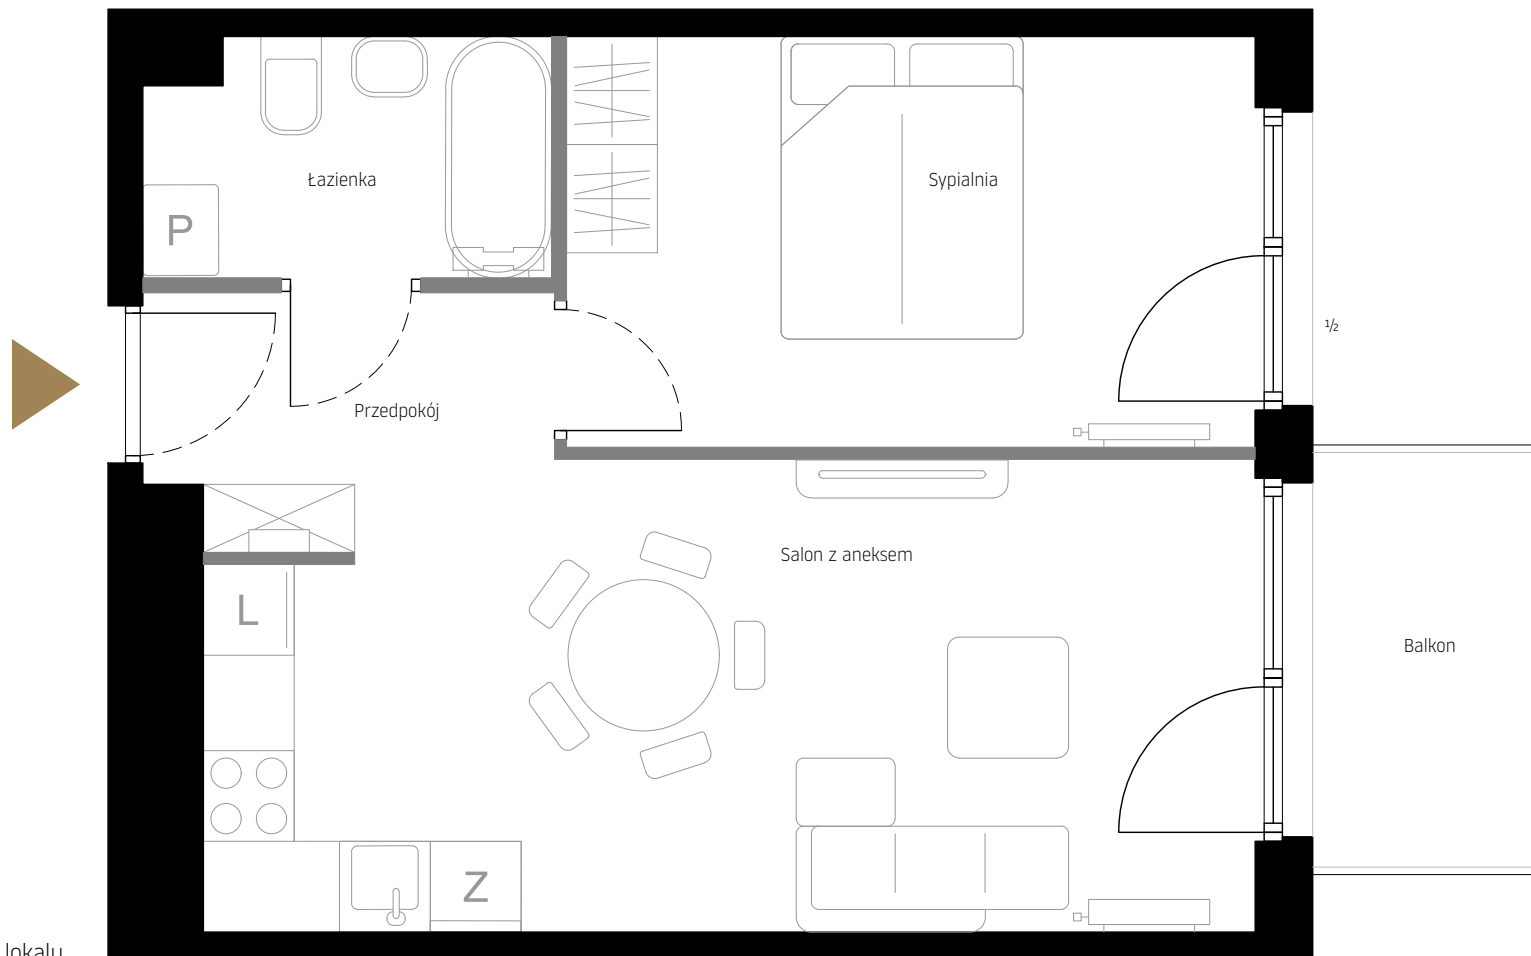 Łazienka
Sypialnia
P
½
Przedpokój
Salon z aneksem
L
Balkon
Z
lokalu